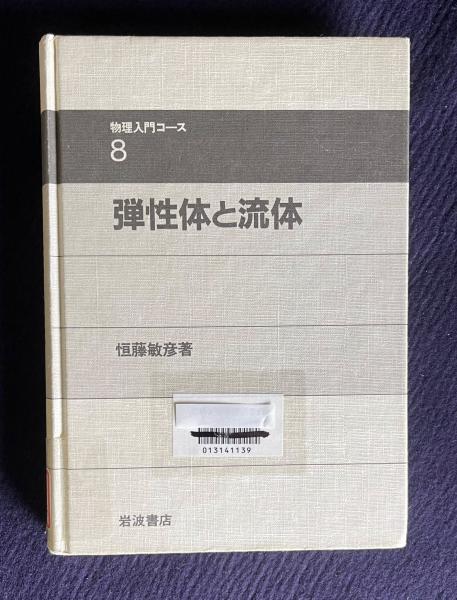 物理入門コース
8
弾性体と流体
恒藤敏彦著
013141139
岩波書店